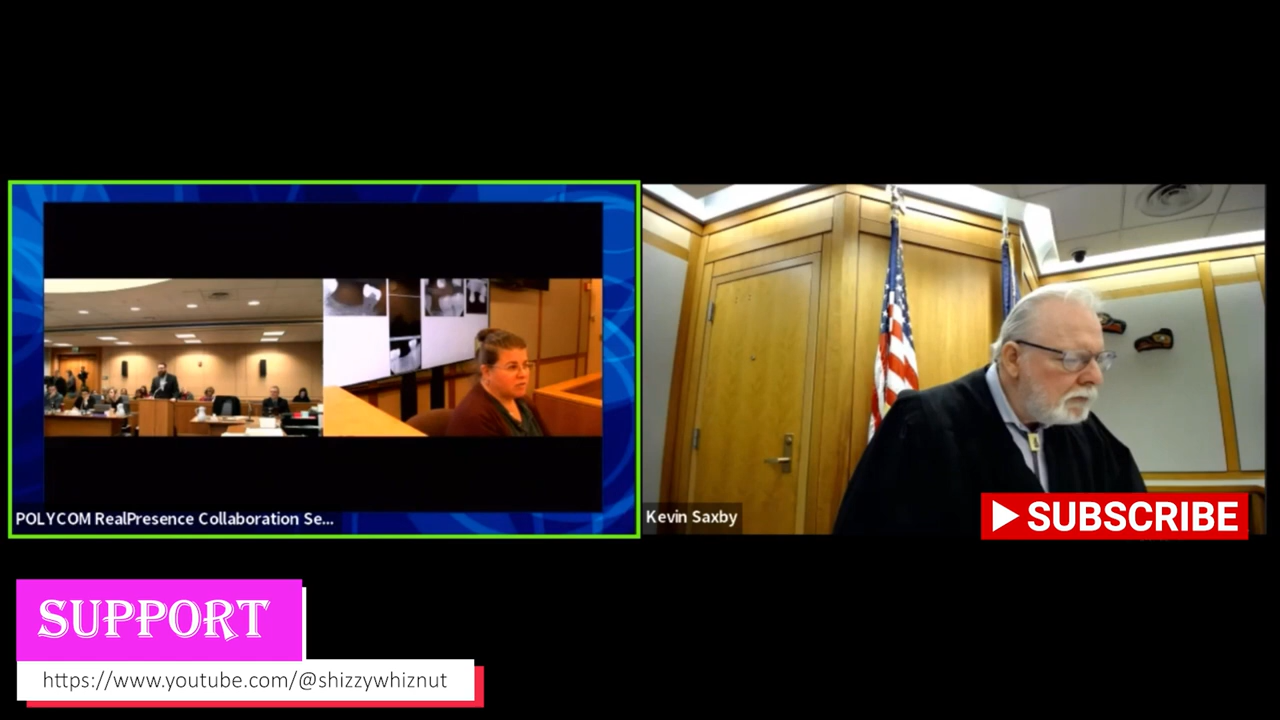 POLYCOM RealPresence Collaboration Se...
Kevin Saxby
SUBSCRIBE
SUPPORT
https://www.youtube.com/@shizzywhiznut